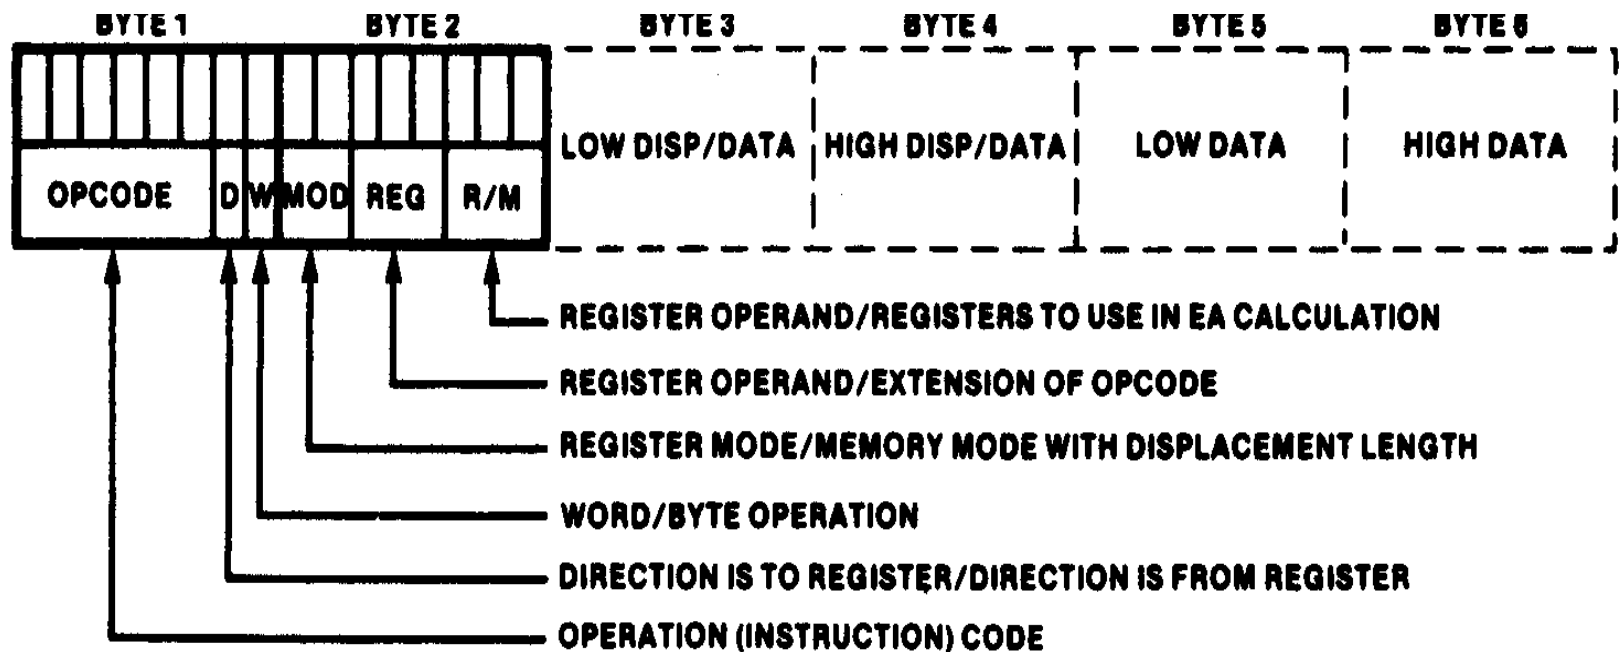 BYTE 1 BYTE 2 BYTE 3 BYTE 4 BYTE 5 BYTE 6
LOW DISP/DATA HIGH DISP/DATA LOW DATA HIGH DATA
OPCODE D W MOD REG R/M
REGISTER OPERAND/REGISTERS TO USE IN EA CALCULATION
REGISTER OPERAND/EXTENSION OF OPCODE
REGISTER MODE/MEMORY MODE WITH DISPLACEMENT LENGTH
WORD/BYTE OPERATION
DIRECTION IS TO REGISTER/DIRECTION IS FROM REGISTER
OPERATION (INSTRUCTION) CODE